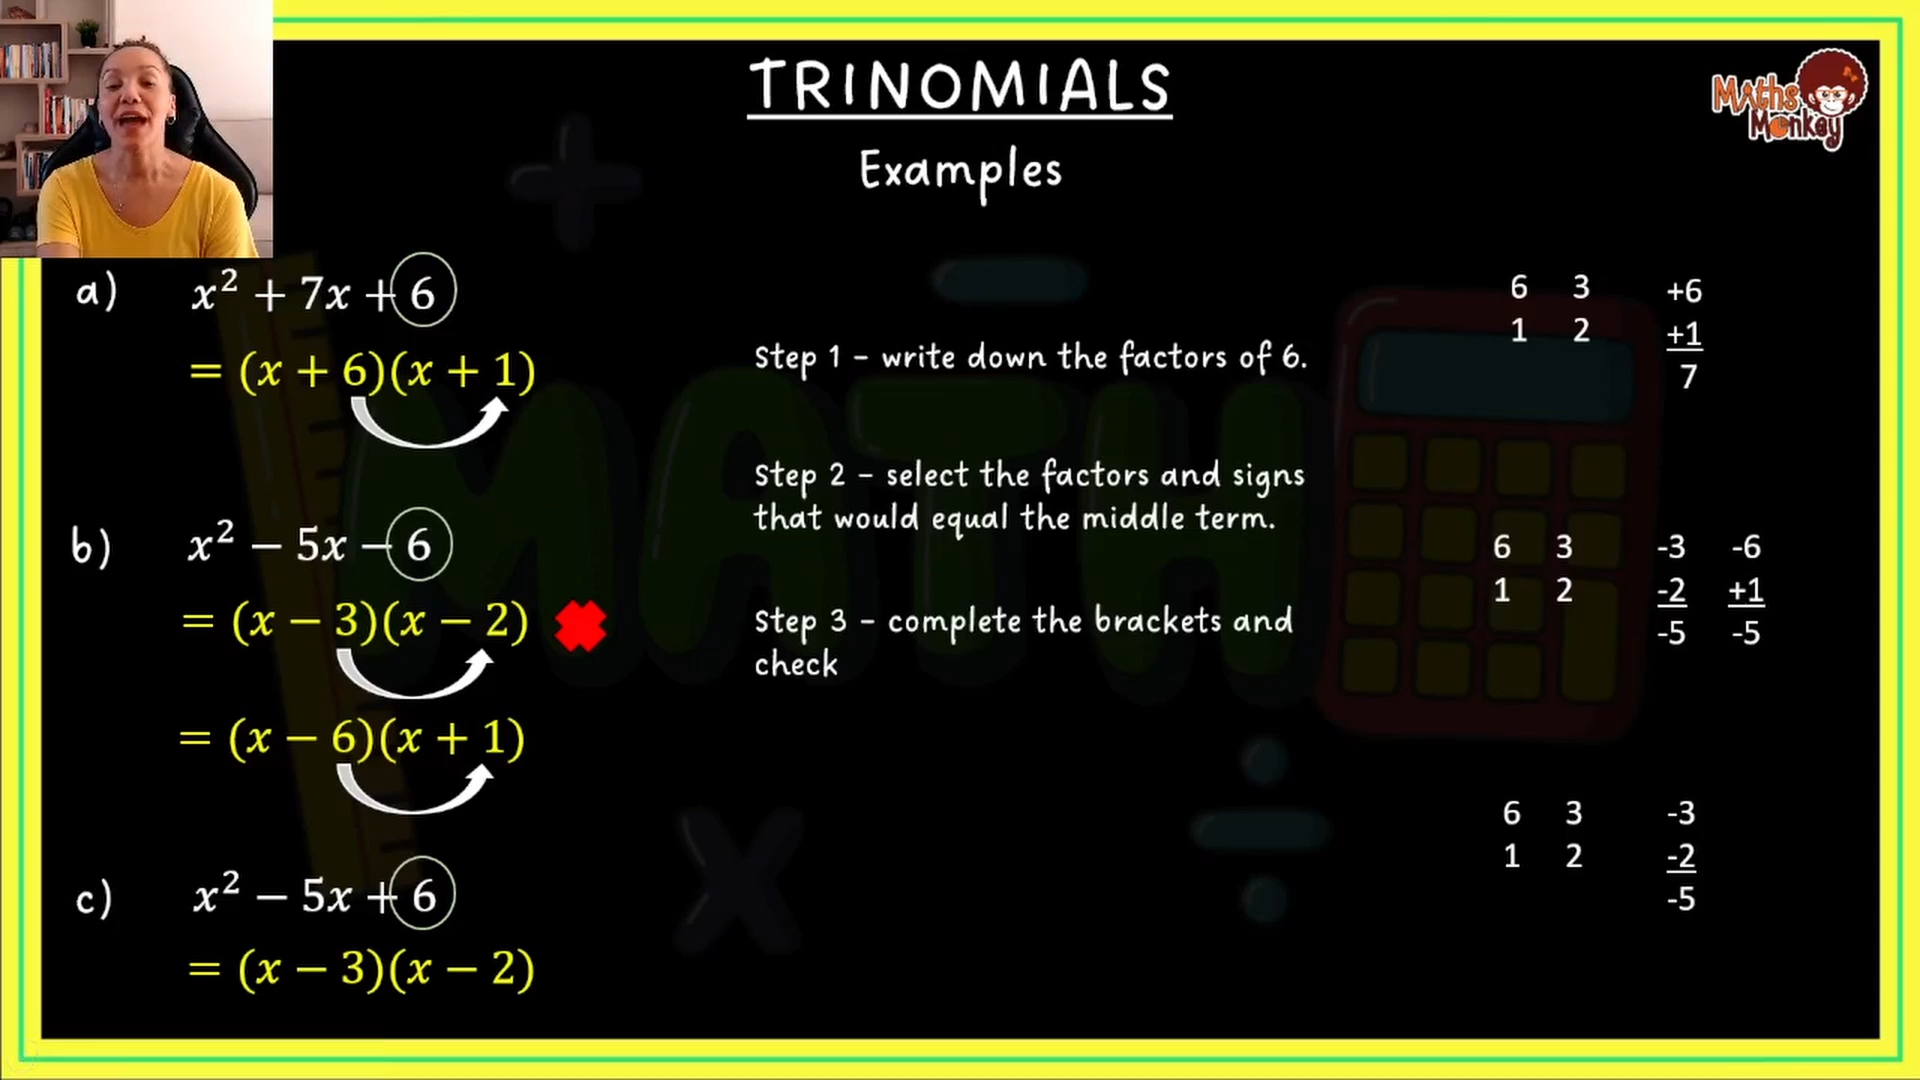 TRINOMIALS
Maths
Monkey
Examples
a) x² + 7x + 6
= (x + 6)(x + 1)
b) x² − 5x − 6
= (x − 3)(x − 2)
= (x − 6)(x + 1)
c) x² − 5x + 6
= (x − 3)(x − 2)
Step 1 - write down the factors of 6.
Step 2 - select the factors and signs
that would equal the middle term.
Step 3 - complete the brackets and
check
6 3 +6
1 2 +1
7
6 3 -3 -6
1 2 -2 +1
-5 -5
6 3 -3
1 2 -2
-5
MATH